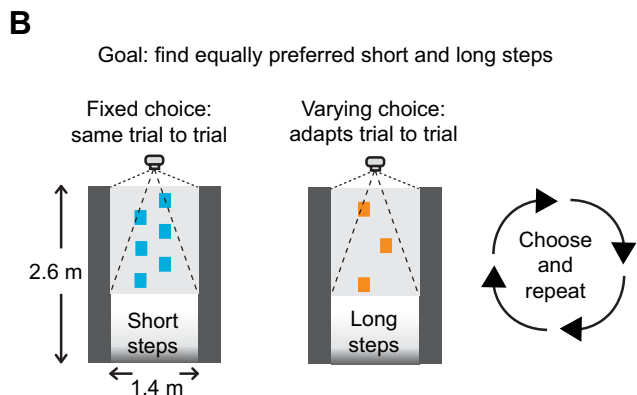 B
Goal: find equally preferred short and long steps
Fixed choice:
same trial to trial
Varying choice:
adapts trial to trial
2.6 m
Short
steps
1.4 m
Long
steps
Choose
and
repeat